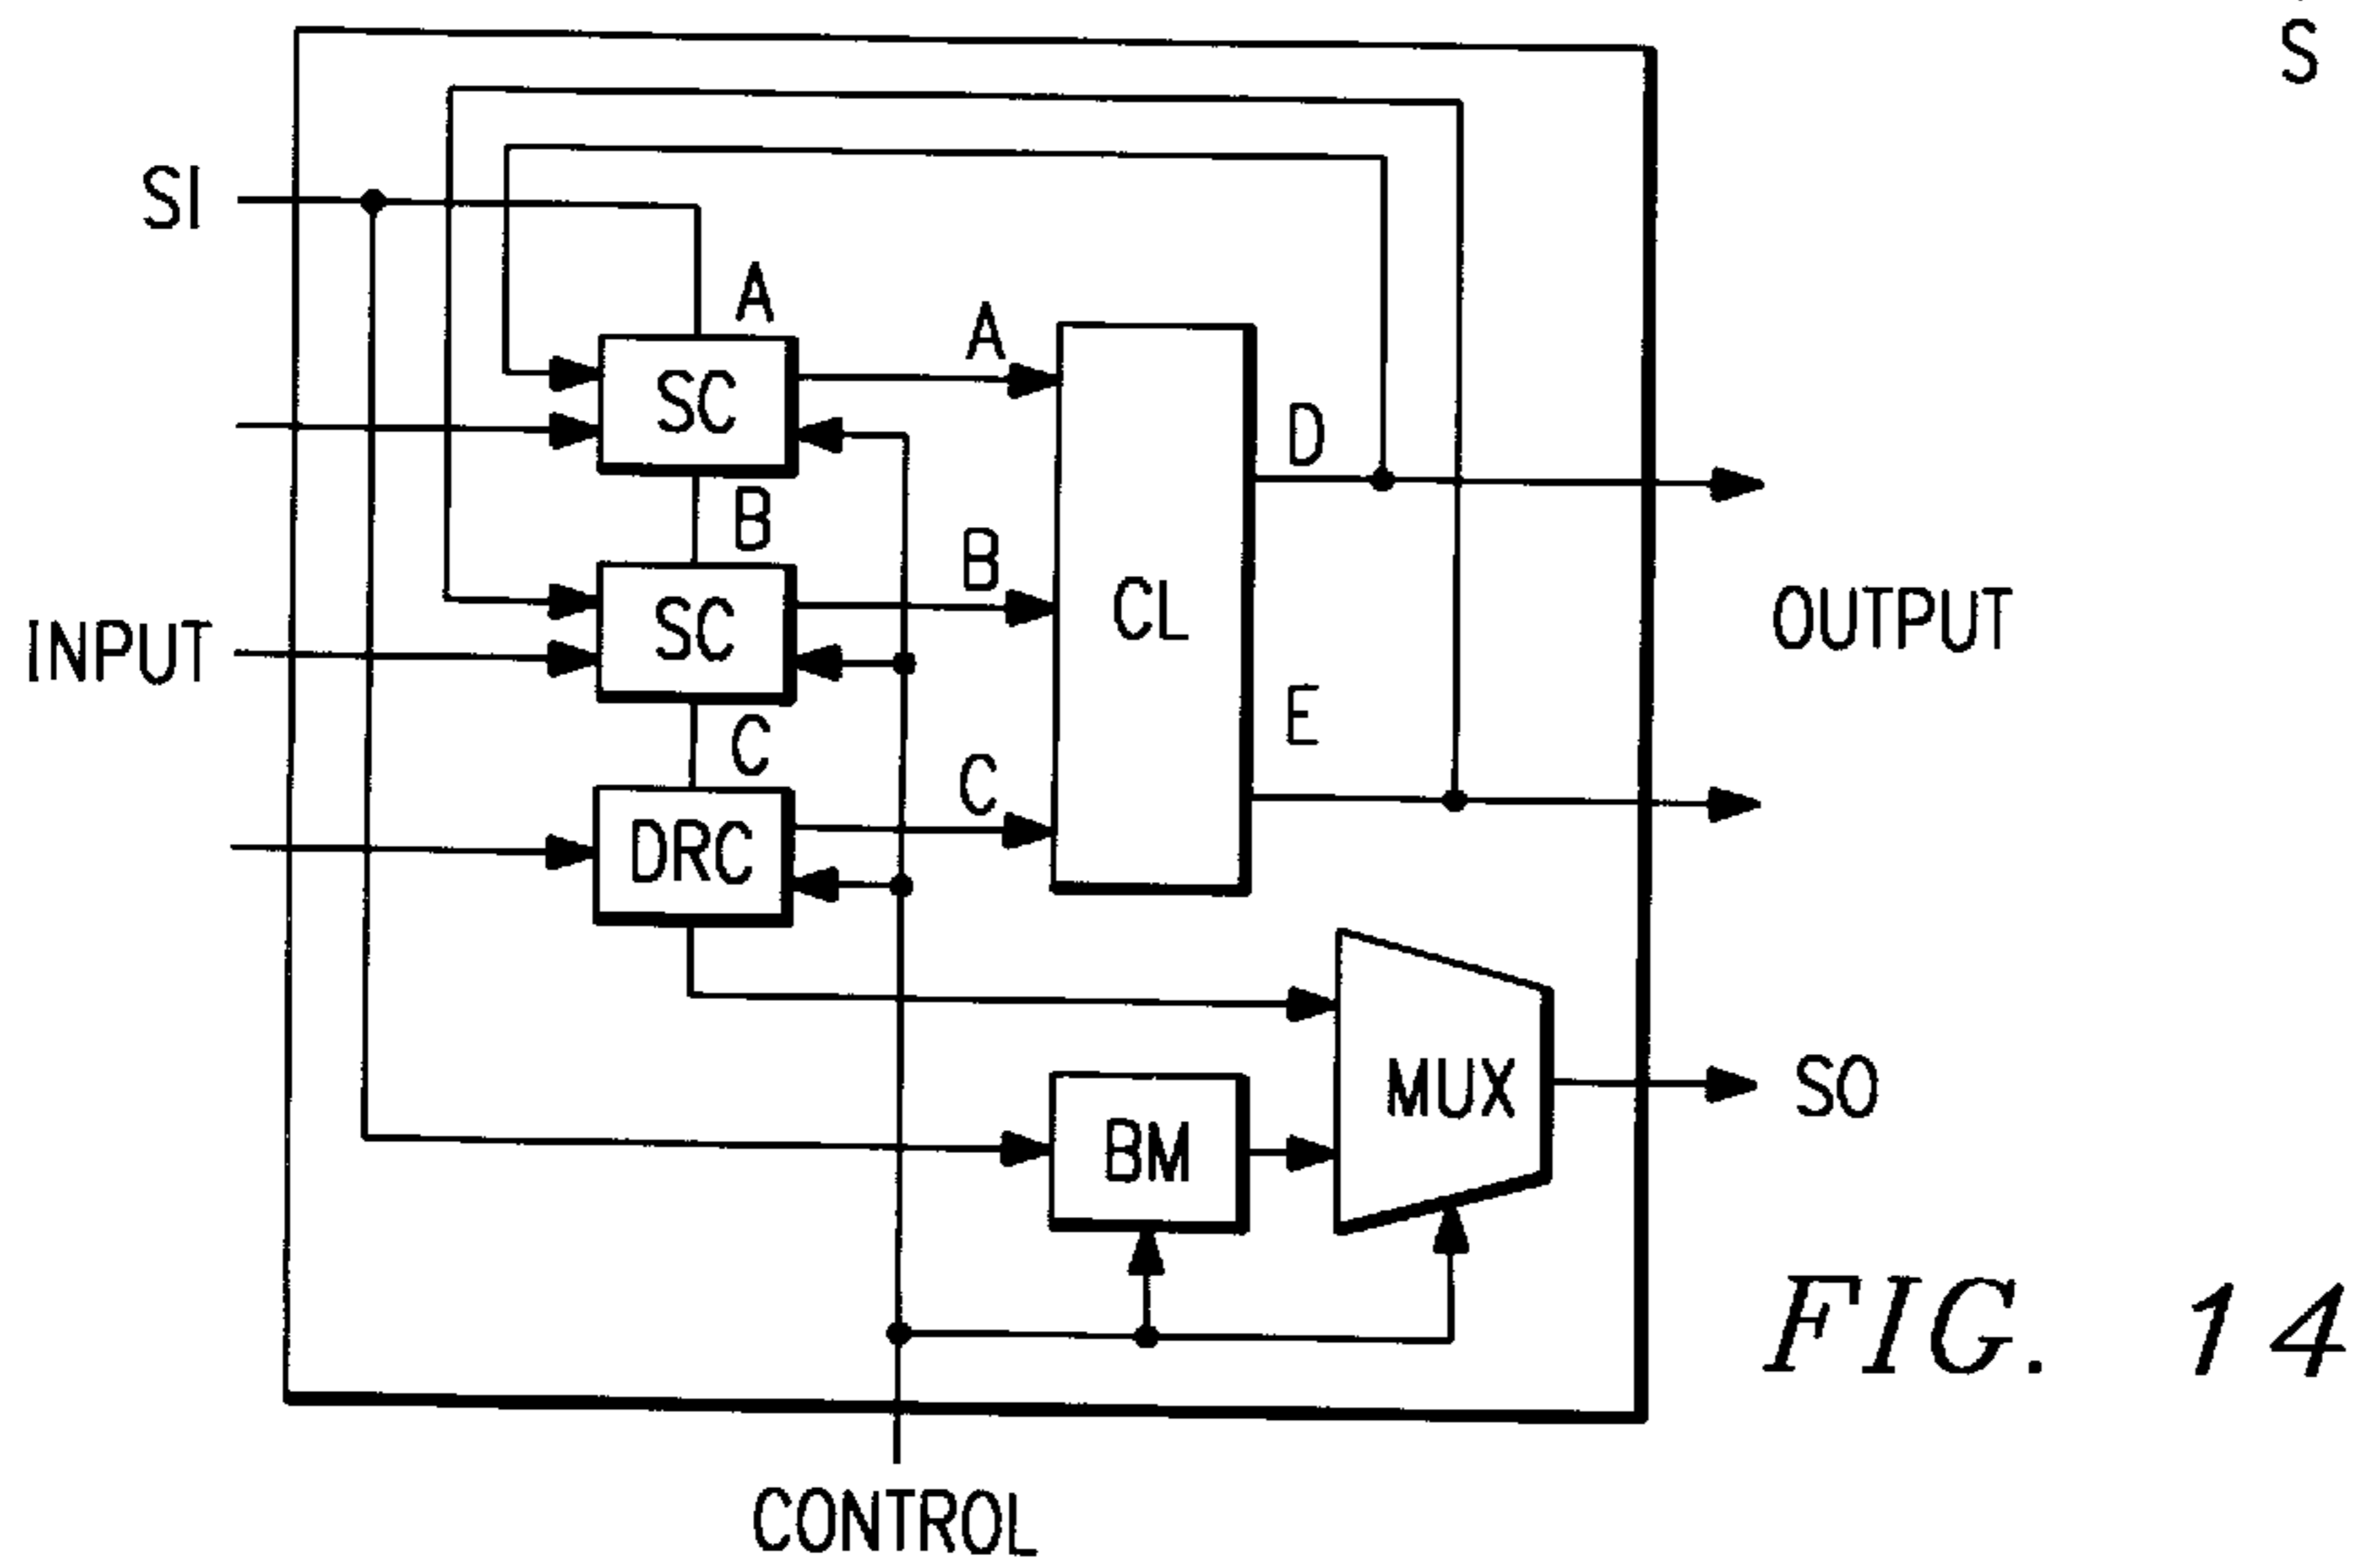 S
SI
A
A
SC
D
B
B
SC
CL
INPUT
OUTPUT
E
C
C
DRC
MUX
SO
BM
FIG. 14
CONTROL